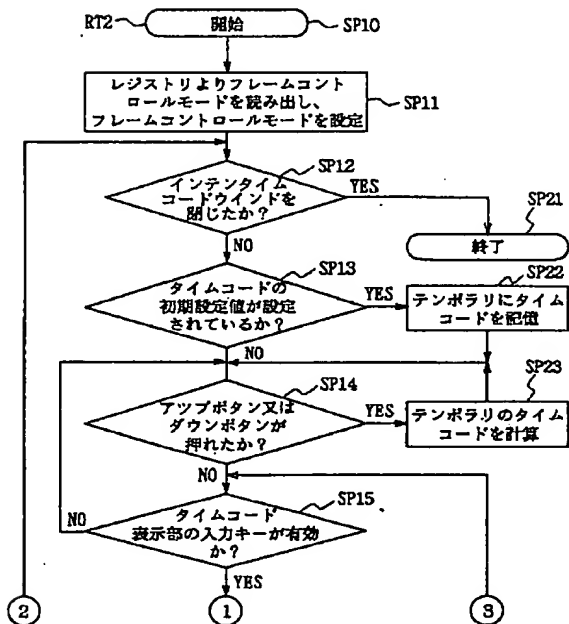 RT2
開始
SP10
レジストリよりフレームコント
ロールモードを読み出し、
フレームコントロールモードを設定
SP11
インテンタイム
コードウインドを
閉じたか？
SP12
YES
NO
SP21
終了
タイムコードの
初期設定値が設定
されているか？
SP13
YES
NO
SP22
テンポラリにタイム
コードを記憶
アツプボタン又は
ダウンボタンが
押れたか？
SP14
YES
NO
SP23
テンポラリのタイム
コードを計算
タイムコード
表示部の入力キーが有効
か？
SP15
NO
YES
2
1
3